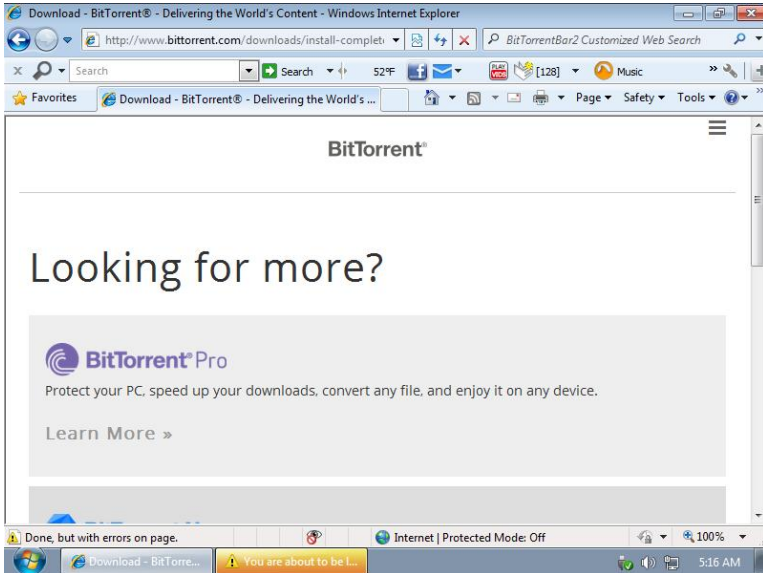 Download - BitTorrent® - Delivering the World's Content - Windows Internet Explorer
http://www.bittorrent.com/downloads/install-complet
BitTorrentBar2 Customized Web Search
x Search Search 52°F PLAY VIDS [128] Music »
Favorites Download - BitTorrent® - Delivering the World's ... Page Safety Tools »
BitTorrent®
Looking for more?
BitTorrent® Pro
Protect your PC, speed up your downloads, convert any file, and enjoy it on any device.
Learn More »
Done, but with errors on page. Internet | Protected Mode: Off 100%
Download - BitTorre... You are about to be l... 5:16 AM